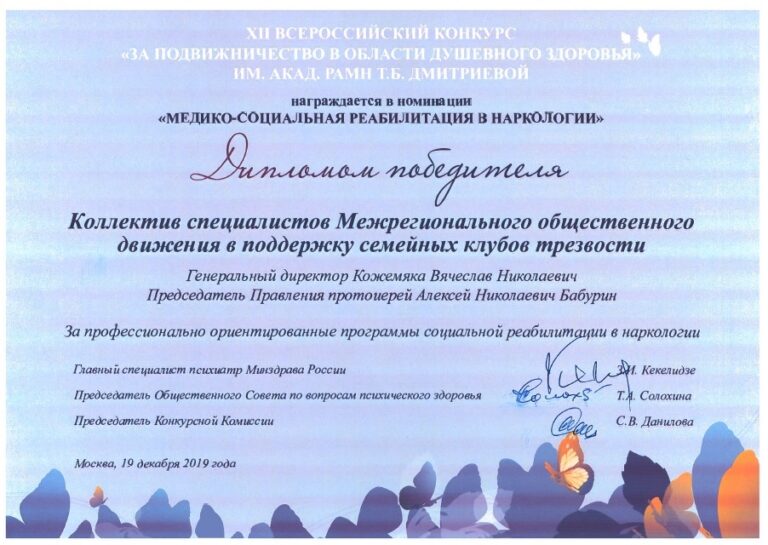 XII ВСЕРОССИЙСКИЙ КОНКУРС
«ЗА ПОДВИЖНИЧЕСТВО В ОБЛАСТИ ДУШЕВНОГО ЗДОРОВЬЯ»
ИМ. АКАД. РАМН Т.Б. ДМИТРИЕВОЙ
награждается в номинации
«МЕДИКО-СОЦИАЛЬНАЯ РЕАБИЛИТАЦИЯ В НАРКОЛОГИИ»
Дипломом победителя
Коллектив специалистов Межрегионального общественного
движения в поддержку семейных клубов трезвости
Генеральный директор Кожемяка Вячеслав Николаевич
Председатель Правления протоиерей Алексей Николаевич Бабурин
За профессионально ориентированные программы социальной реабилитации в наркологии
Главный специалист психиатр Минздрава России З.И. Кекелидзе
Председатель Общественного Совета по вопросам психического здоровья Т.А. Солохина
Председатель Конкурсной Комиссии С.В. Данилова
Москва, 19 декабря 2019 года